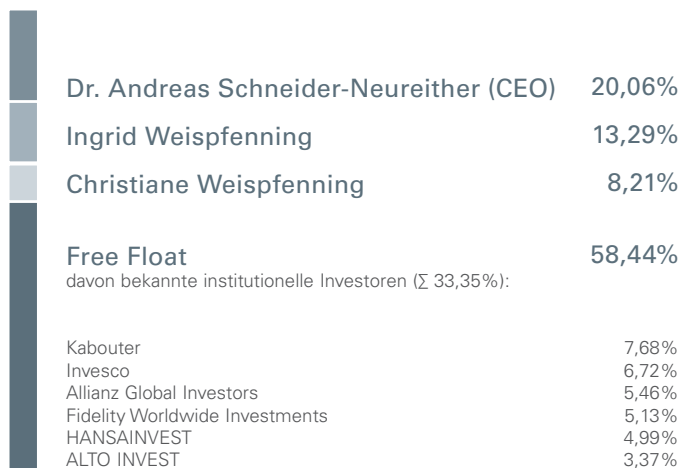 Dr. Andreas Schneider-Neureither (CEO) 20,06%
Ingrid Weispfenning 13,29%
Christiane Weispfenning 8,21%
Free Float 58,44%
davon bekannte institutionelle Investoren (∑ 33,35%):
Kabouter 7,68%
Invesco 6,72%
Allianz Global Investors 5,46%
Fidelity Worldwide Investments 5,13%
HANSAINVEST 4,99%
ALTO INVEST 3,37%